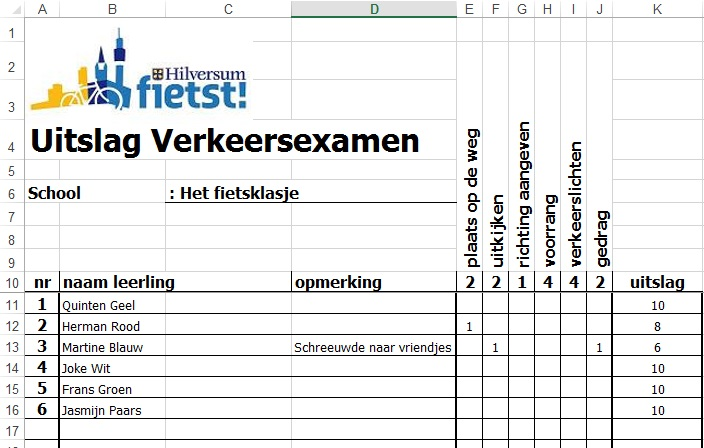 A B C D E F G H I J K
1
2
Hilversum
fietst!
3
4 Uitslag Verkeersexamen
5
6 School : Het fietsklasje
7
8
9
plaats op de weg
uitkijken
richting aangeven
voorrang
verkeerslichten
gedrag
10 nr naam leerling opmerking 2 2 1 4 4 2 uitslag
11 1 Quinten Geel 10
12 2 Herman Rood 1 8
13 3 Martine Blauw Schreeuwde naar vriendjes 1 1 6
14 4 Joke Wit 10
15 5 Frans Groen 10
16 6 Jasmijn Paars 10
17